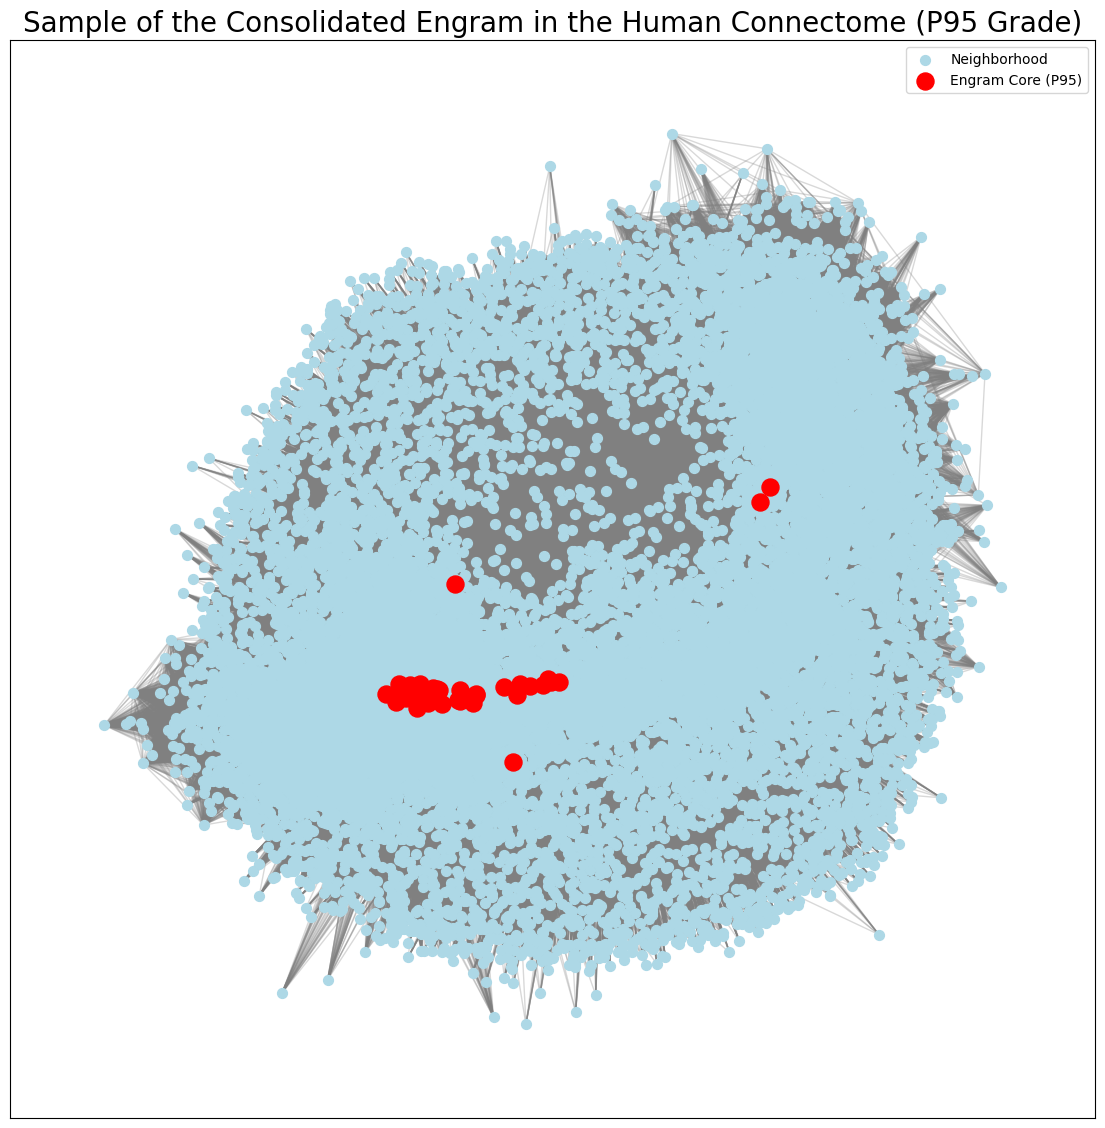 Sample of the Consolidated Engram in the Human Connectome (P95 Grade)
Neighborhood
Engram Core (P95)